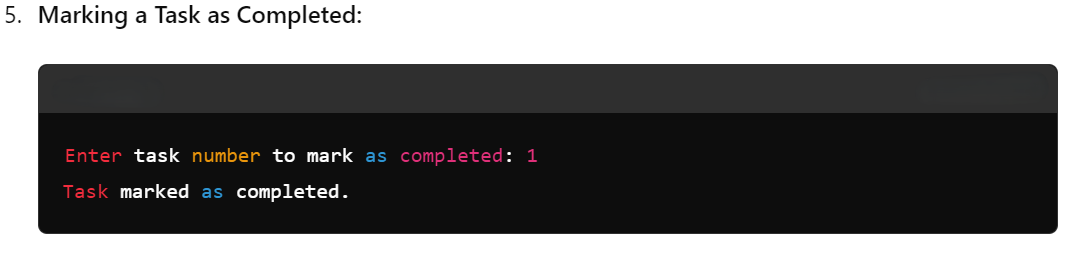 5. Marking a Task as Completed:
Enter task number to mark as completed: 1
Task marked as completed.